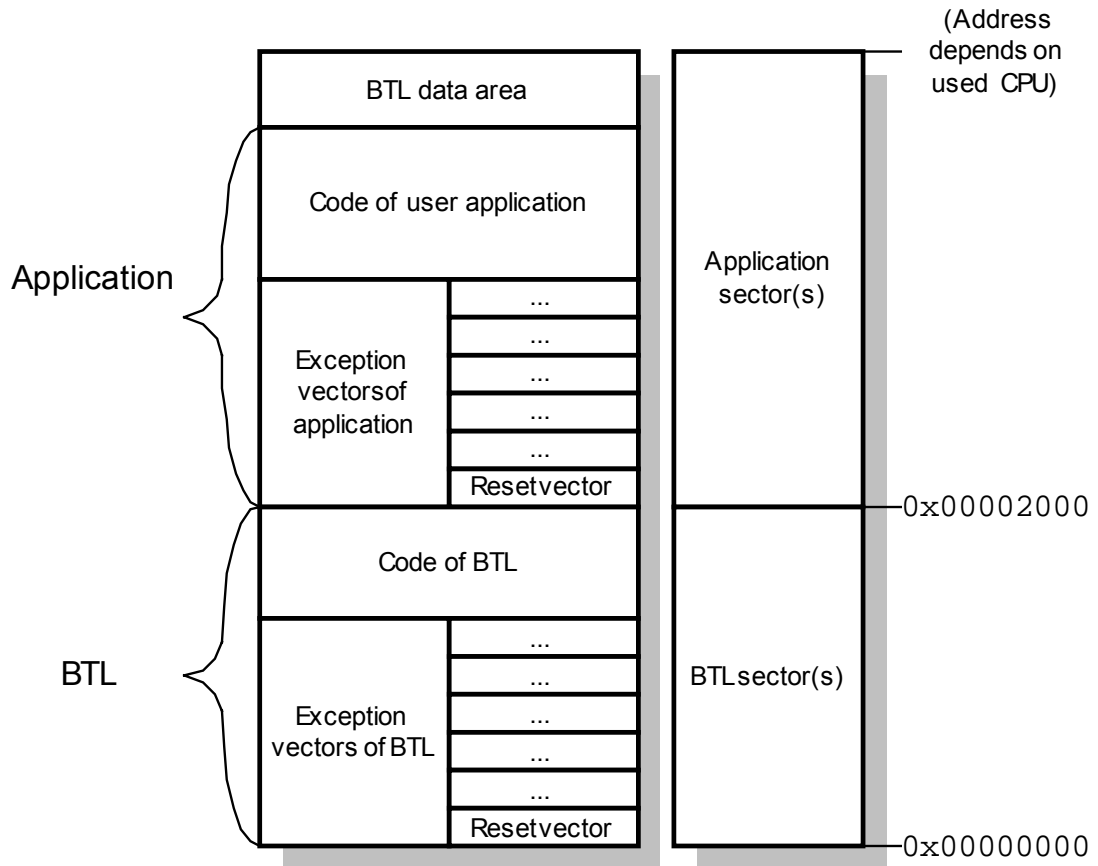 (Address
depends on
used CPU)
BTL data area
Code of user application
Application
Application
sector(s)
...
...
Exception
vectorsof
application
...
...
...
Resetvector
0x00002000
Code of BTL
BTL
BTLsector(s)
...
...
Exception
vectors of BTL
...
...
...
Resetvector
0x00000000